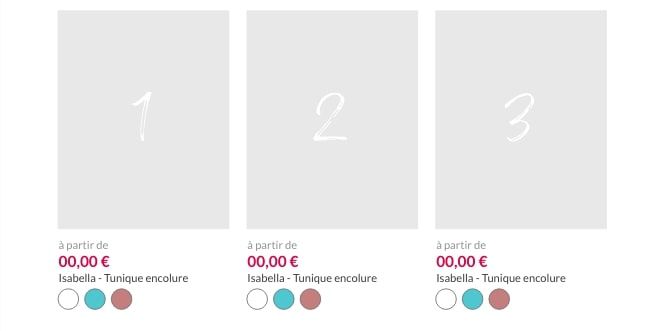 1
2
3
à partir de
00,00 €
Isabella - Tunique encolure
à partir de
00,00 €
Isabella - Tunique encolure
à partir de
00,00 €
Isabella - Tunique encolure